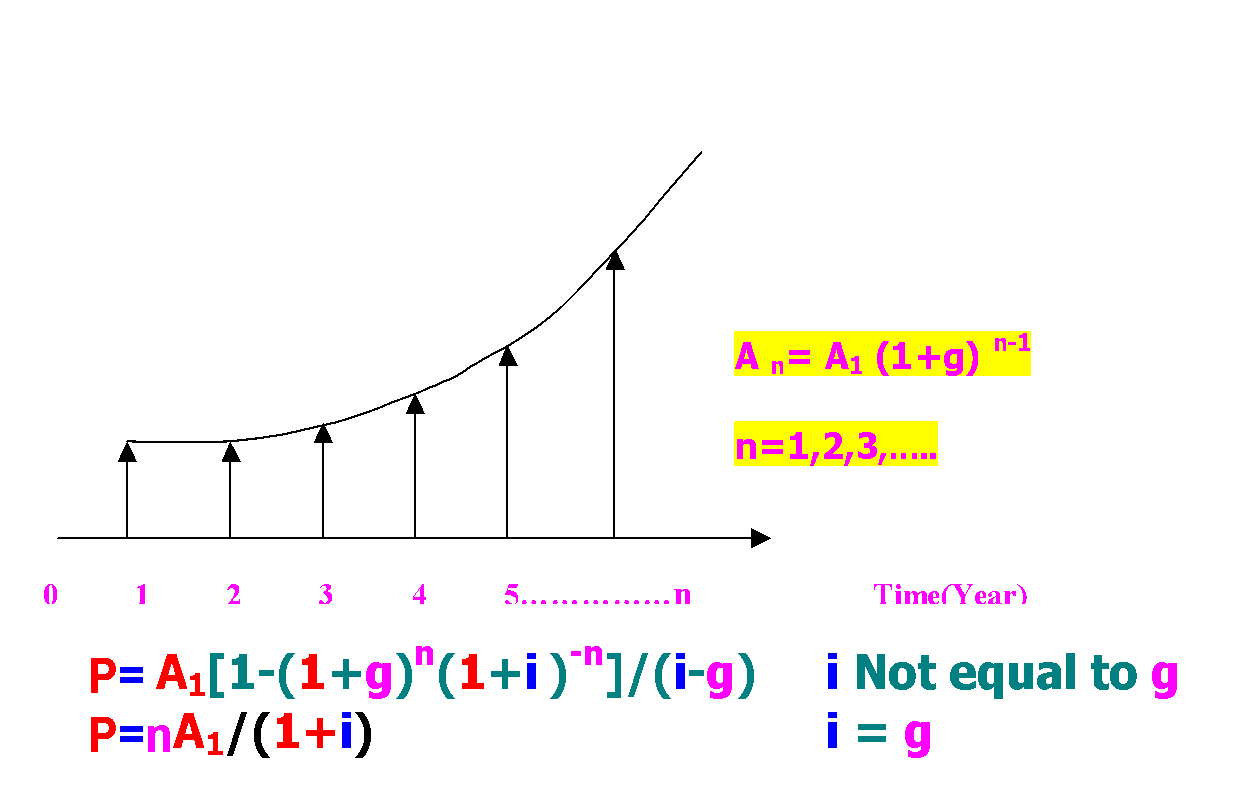 A n= A1 (1+g) n-1
n=1,2,3,.....
0 1 2 3 4 5……………n Time(Year)
P= A1[1-(1+g)n(1+i )-n]/(i-g) i Not equal to g
P=nA1/(1+i) i = g